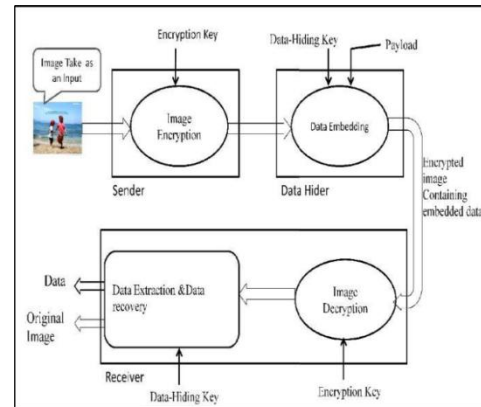 Image Take as
an Input
Encryption Key
Image
Encryption
Sender
Data-Hiding Key
Payload
Data Embedding
Data Hider
Encrypted
image
Containing
embedded data
Data
Original
Image
Data Extraction &Data
recovery
Image
Decryption
Receiver
Data-Hiding Key
Encryption Key